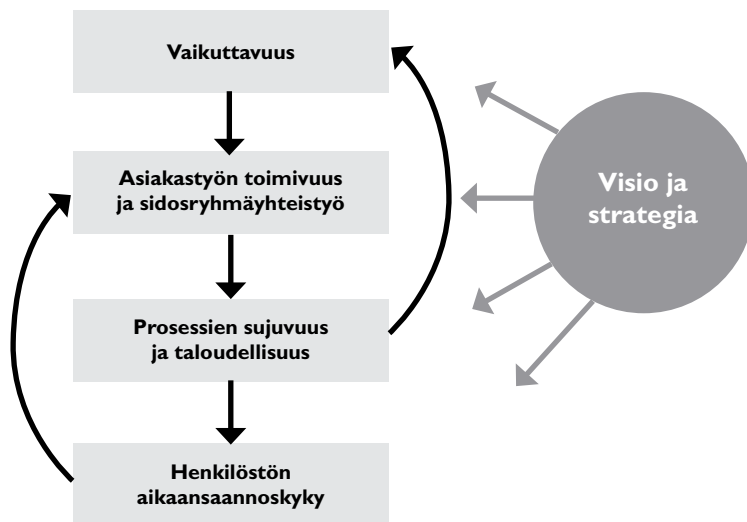 Vaikuttavuus
Asiakastyön toimivuus
ja sidosryhmäyhteistyö
Visio ja
strategia
Prosessien sujuvuus
ja taloudellisuus
Henkilöstön
aikaansaannoskyky